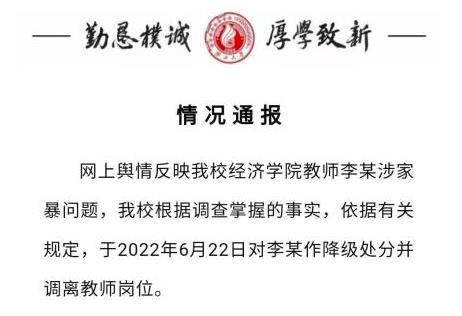 勤恳樸诚 厚學致新
情况通报
网上舆情反映我校经济学院教师李某涉家
暴问题，我校根据调查掌握的事实，依据有关
规定，于2022年6月22日对李某作降级处分并
调离教师岗位。